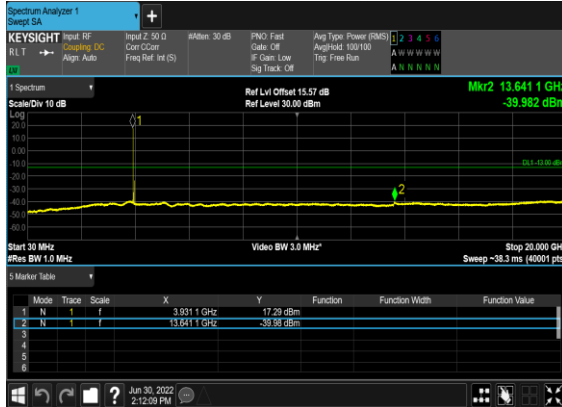 Spectrum Analyzer 1
Swept SA
KEYSIGHT
RLT
Input: RF
Coupling: DC
Align: Auto
Input Z: 50 Ω
Corr CCorr
Freq Ref: Int (S)
#Atten: 30 dB
PNO: Fast
Gate: Off
IF Gain: Low
Sig Track: Off
Avg Type: Power (RMS)
Avg|Hold: 100/100
Trig: Free Run
1 2 3 4 5 6
A W W W W W
A N N N N N
1 Spectrum
Scale/Div 10 dB
Ref Lvl Offset 15.57 dB
Ref Level 30.00 dBm
Mkr2 13.641 1 GHz
-39.982 dBm
Log
20.0
10.0
0.00
-10.0
-20.0
-30.0
-40.0
-50.0
-60.0
1
DL1 -13.00 dBm
2
Start 30 MHz
#Res BW 1.0 MHz
Video BW 3.0 MHz*
Stop 20.000 GH
Sweep ~38.3 ms (40001 pts
5 Marker Table
Mode Trace Scale X Y Function Function Width Function Value
1 N 1 f 3.931 1 GHz 17.29 dBm
2 N 1 f 13.641 1 GHz -39.98 dBm
3
4
5
6
?
Jun 30, 2022
2:12:09 PM